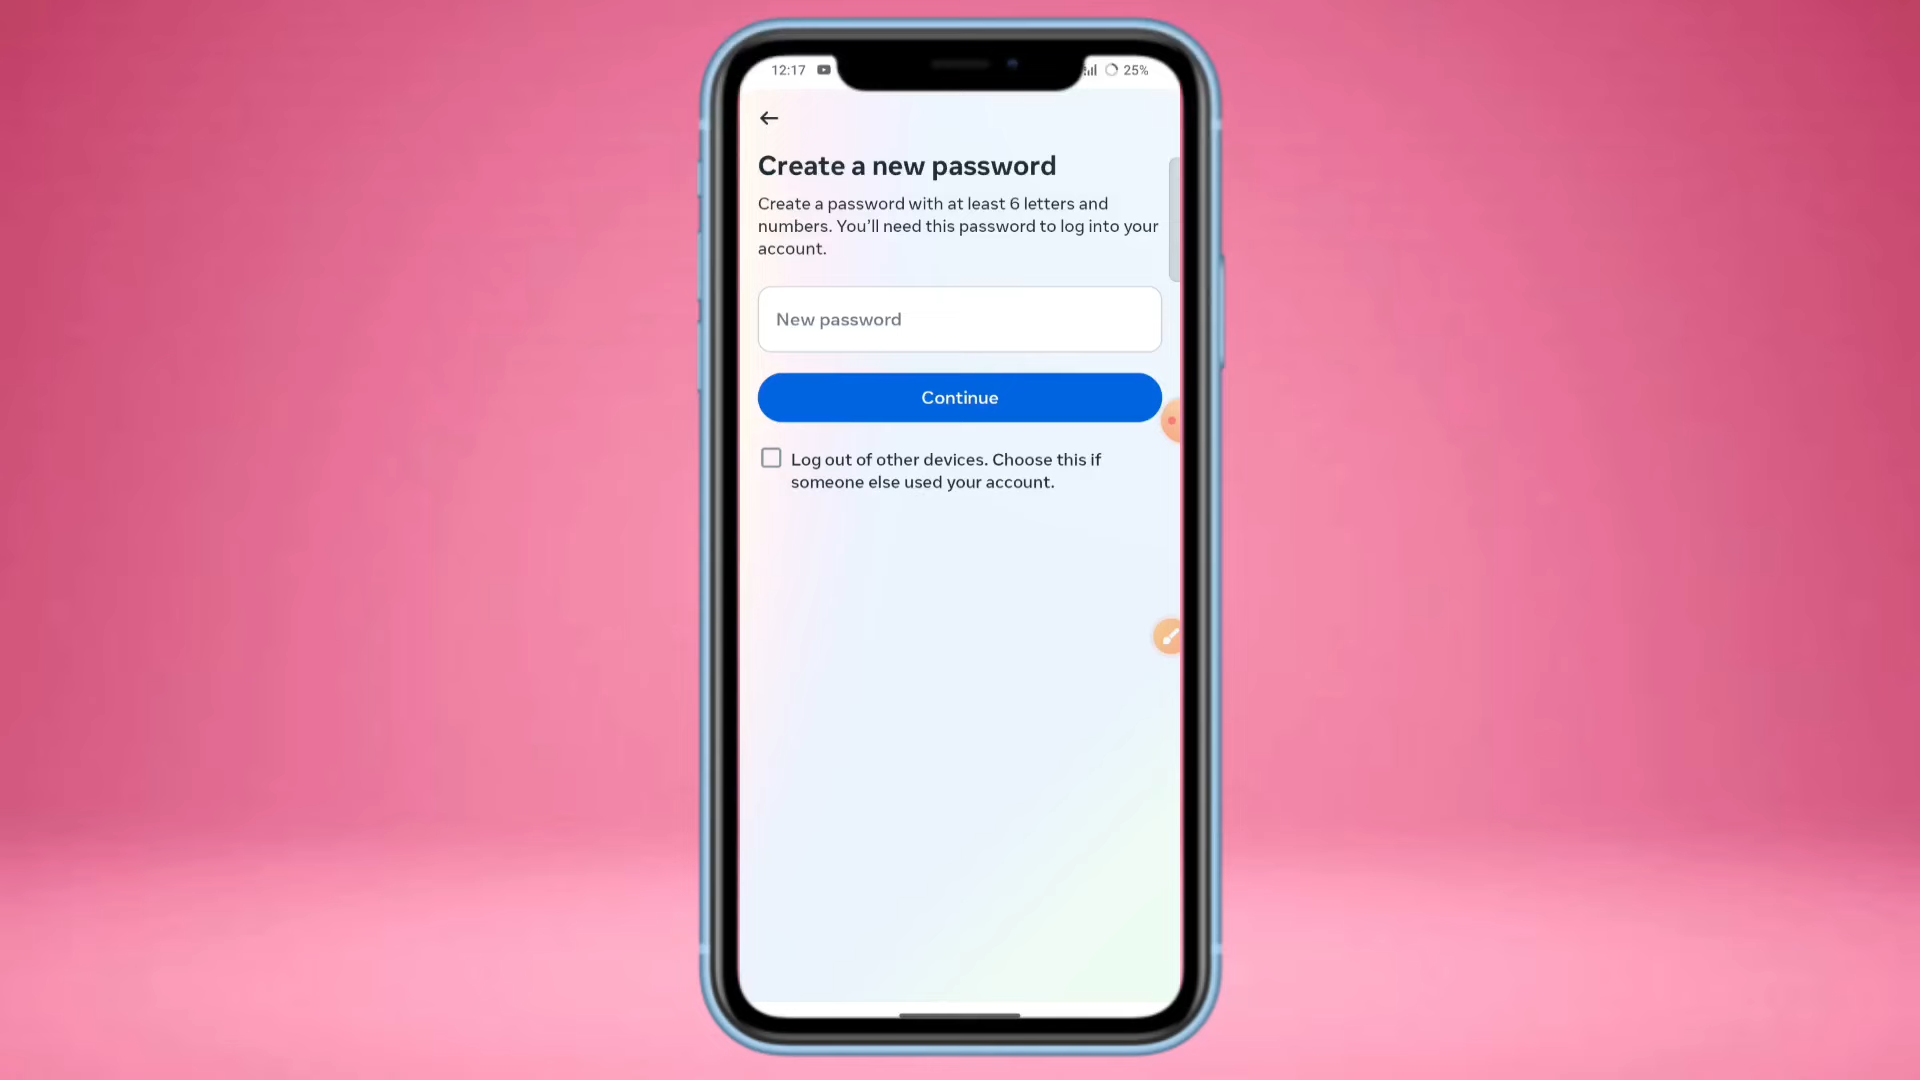 12:17
25%
Create a new password
Create a password with at least 6 letters and
numbers. You’ll need this password to log into your
account.
New password
Continue
Log out of other devices. Choose this if
someone else used your account.